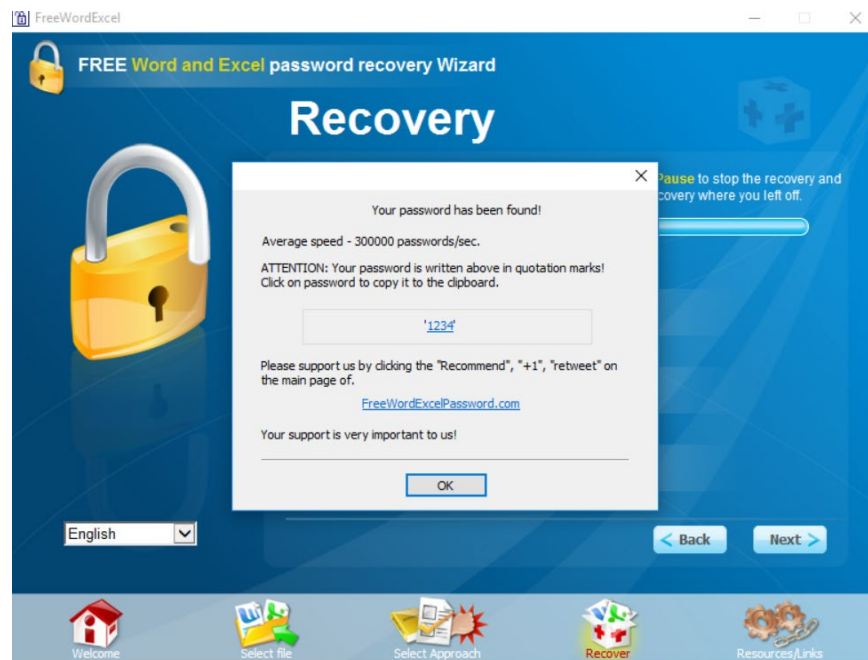 FreeWordExcel
FREE Word and Excel password recovery Wizard
Recovery
Pause to stop the recovery and
covery where you left off.
Your password has been found!
Average speed - 300000 passwords/sec.
ATTENTION: Your password is written above in quotation marks!
Click on password to copy it to the clipboard.
'1234'
Please support us by clicking the "Recommend", "+1", "retweet" on
the main page of.
FreeWordExcelPassword.com
Your support is very important to us!
OK
English
< Back
Next >
Welcome
Select file
Select Approach
Recover
Resources/Links